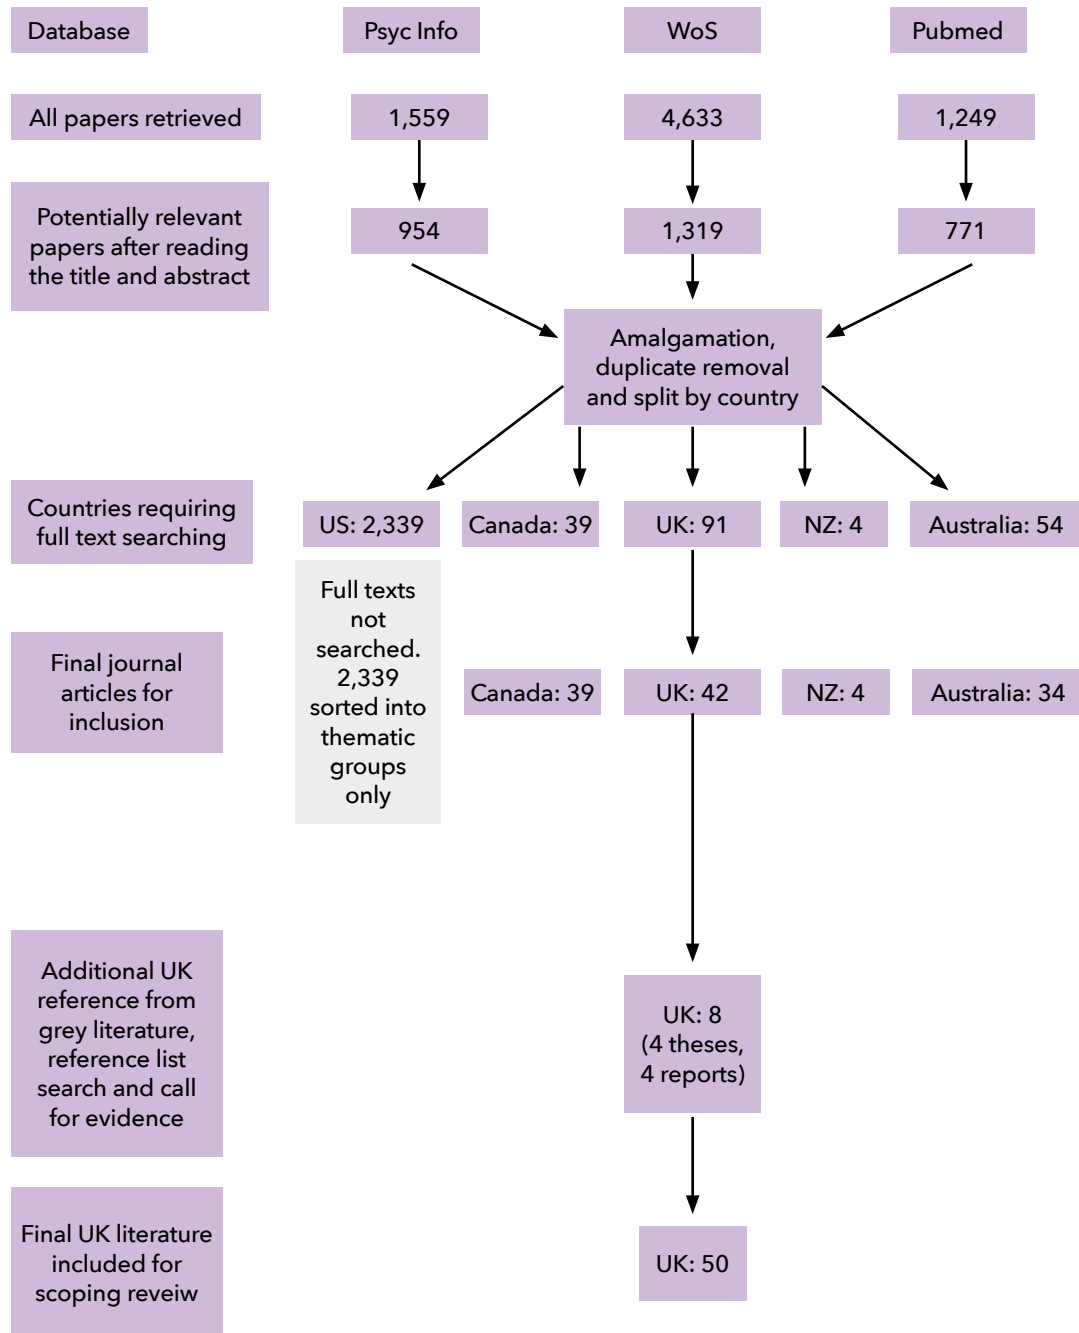 Database
Psyc Info
WoS
Pubmed
All papers retrieved
1,559
4,633
1,249
Potentially relevant
papers after reading
the title and abstract
954
1,319
771
Amalgamation,
duplicate removal
and split by country
Countries requiring
full text searching
US: 2,339
Canada: 39
UK: 91
NZ: 4
Australia: 54
Full texts
not
searched.
2,339
sorted into
thematic
groups
only
Final journal
articles for
inclusion
Canada: 39
UK: 42
NZ: 4
Australia: 34
Additional UK
reference from
grey literature,
reference list
search and call
for evidence
UK: 8
(4 theses,
4 reports)
Final UK literature
included for
scoping reveiw
UK: 50